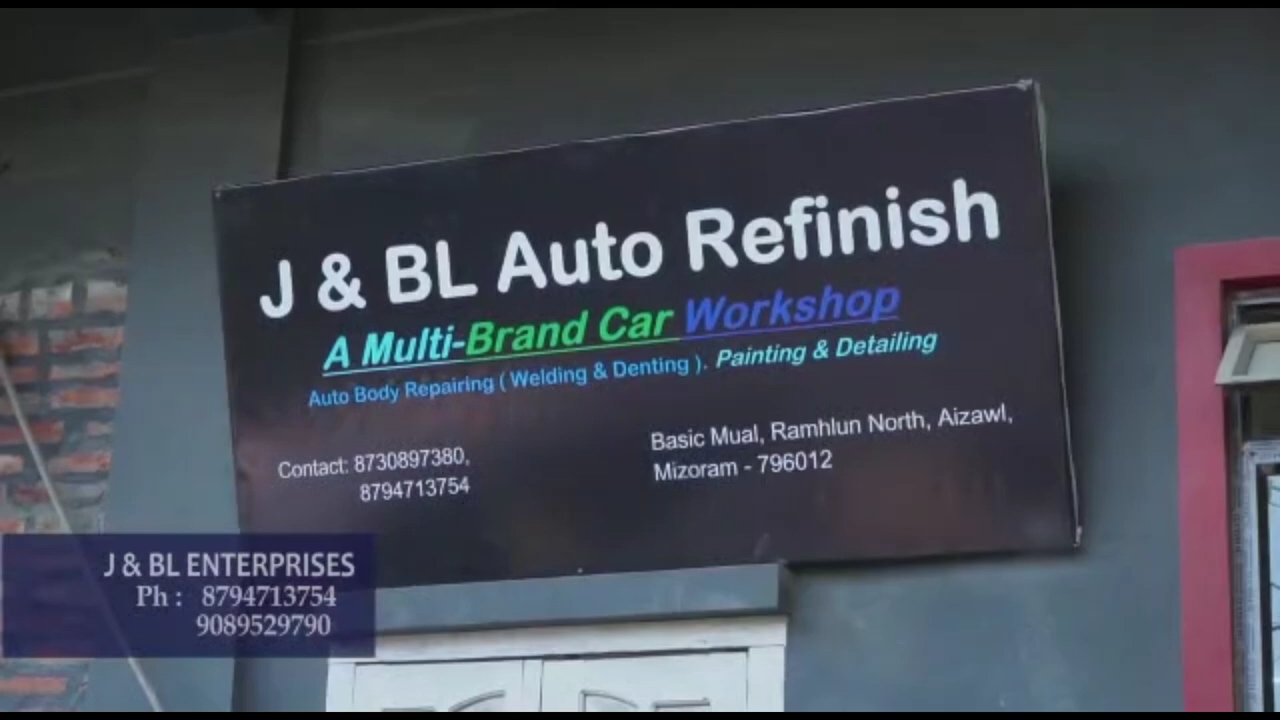 J & BL Auto Refinish
A Multi-Brand Car Workshop
Auto Body Repairing ( Welding & Denting ). Painting & Detailing
Contact: 8730897380,
8794713754
Basic Mual, Ramhlun North, Aizawl,
Mizoram - 796012
J & BL ENTERPRISES
Ph : 8794713754
9089529790